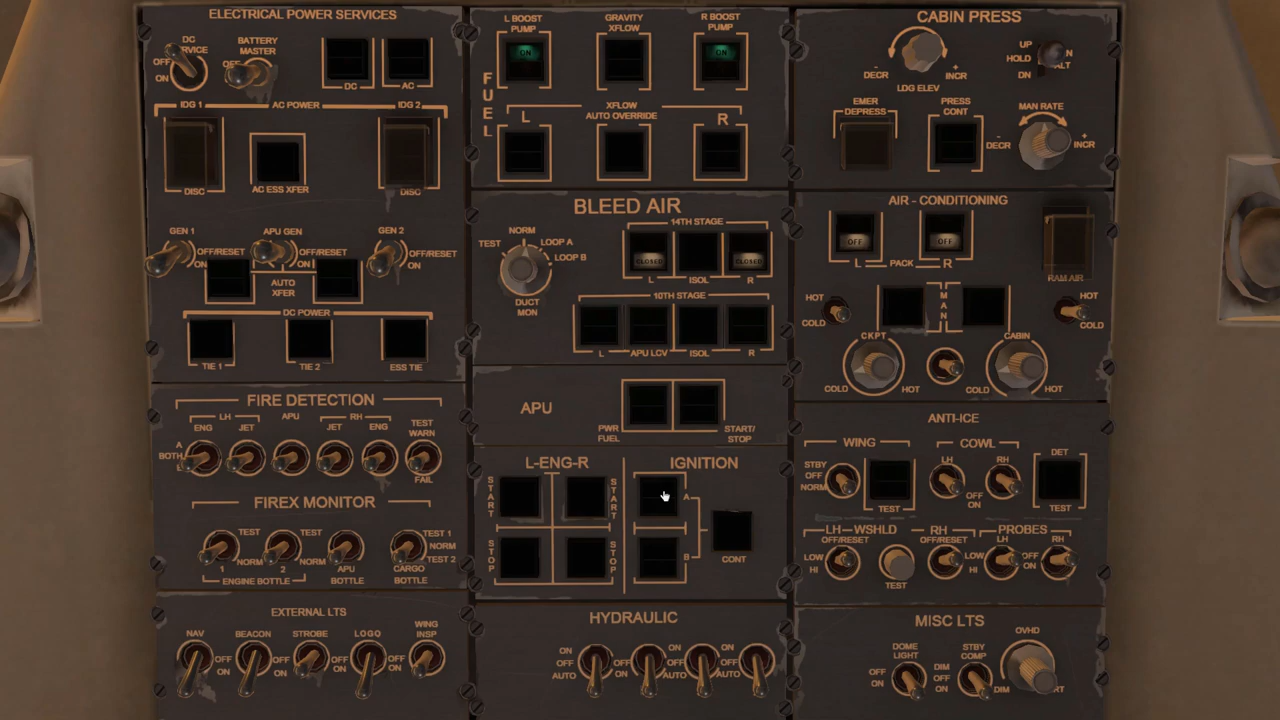 ELECTRICAL POWER SERVICES
DC
BATTERY
MASTER
OFF
ON
DC
AC
IDG 1
AC POWER
IDG 2
DISC
AC ESS XFER
DISC
GEN 1
APU GEN
GEN 2
OFF/RESET
ON
OFF/RESET
ON
OFF/RESET
ON
AUTO
XFER
DC POWER
TIE 1
TIE 2
ESS TIE
FIRE DETECTION
LH
APU
RH
ENG
JET
JET
ENG
TEST
WARN
A
BOTH
FAIL
FIREX MONITOR
TEST
NORM
TEST
NORM
TEST 1
NORM
TEST 2
1
2
ENGINE BOTTLE
APU
BOTTLE
CARGO
BOTTLE
EXTERNAL LTS
NAV
BEACON
STROBE
LOGO
WING
INSP
OFF
ON
OFF
ON
OFF
ON
OFF
ON
FUEL
L BOOST
PUMP
GRAVITY
XFLOW
R BOOST
PUMP
ON
ON
L
XFLOW
AUTO OVERRIDE
R
BLEED AIR
NORM
TEST
LOOP A
LOOP B
DUCT
MON
14TH STAGE
CLOSED
CLOSED
L
ISOL
R
10TH STAGE
L
APU LCV
ISOL
R
APU
PWR
FUEL
START/
STOP
L-ENG-R
START
START
STOP
STOP
IGNITION
A
B
CONT
HYDRAULIC
ON
OFF
AUTO
ON
OFF
ON
OFF
AUTO
ON
OFF
AUTO
CABIN PRESS
DECR
-
+
INCR
LDG ELEV
UP
HOLD
DN
EMER
DEPRESS
PRESS
CONT
MAN RATE
-
DECR
+
INCR
AIR - CONDITIONING
OFF
OFF
L
PACK
R
RAM AIR
HOT
COLD
MAN
HOT
COLD
CKPT
CABIN
COLD
HOT
COLD
HOT
ANTI-ICE
WING
STBY
OFF
NORM
TEST
COWL
LH
RH
OFF
ON
DET
TEST
LH
WSHLD
RH
PROBES
OFF/RESET
LOW
HI
TEST
OFF/RESET
LOW
HI
LH
RH
OFF
ON
MISC LTS
DOME
LIGHT
OFF
ON
STBY
COMP
DIM
OFF
ON
OVHD
DIM